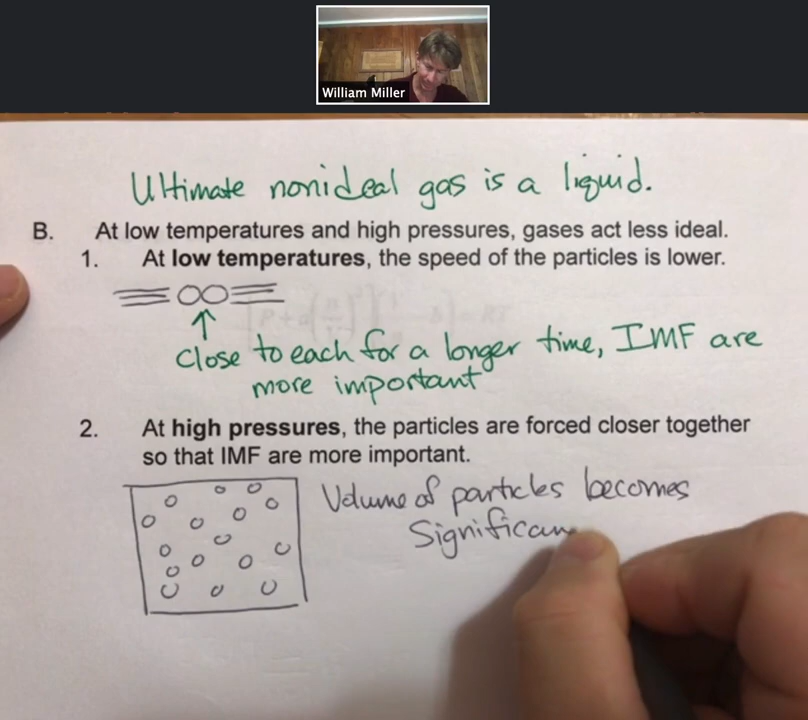 William Miller
Ultimate nonideal gas is a liquid.
B. At low temperatures and high pressures, gases act less ideal.
1. At low temperatures, the speed of the particles is lower.
Close to each for a longer time, IMF are
more important
2. At high pressures, the particles are forced closer together
so that IMF are more important.
Volume of particles becomes